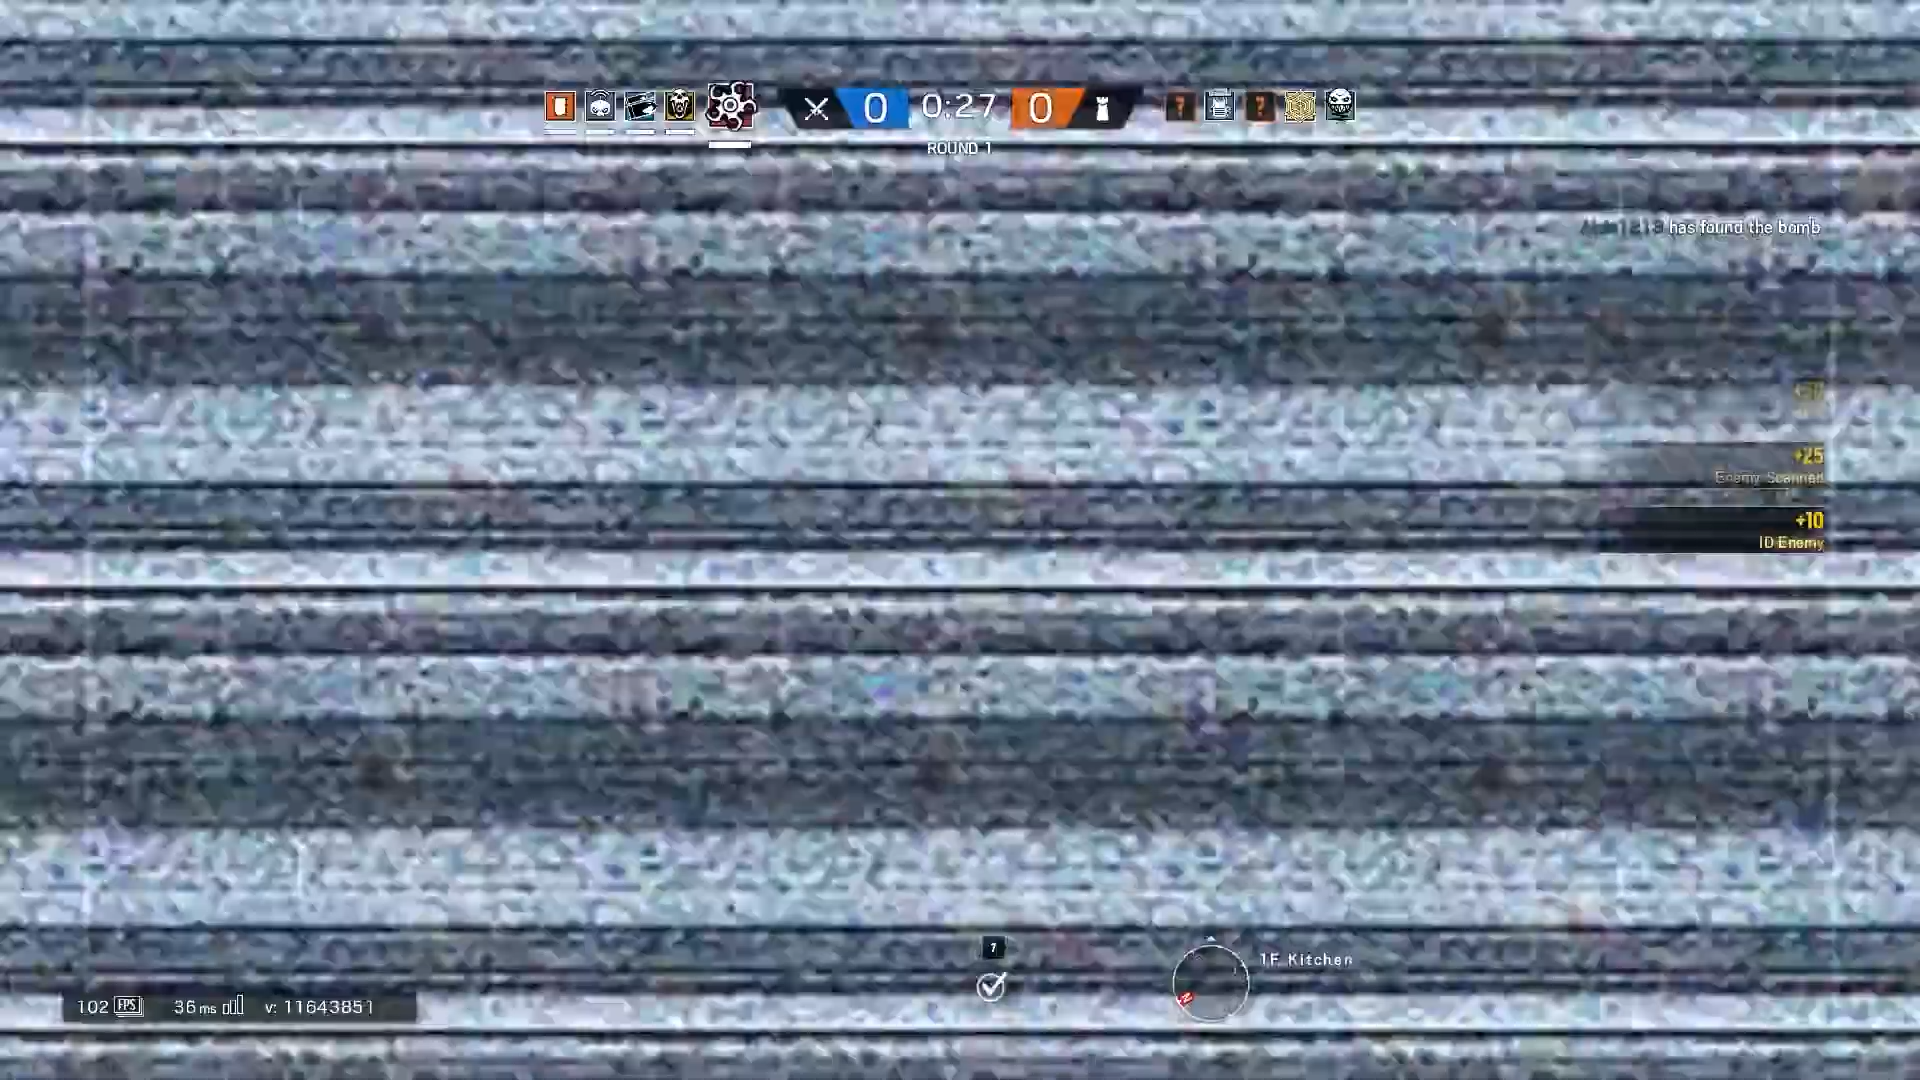 0 0:27 0
ROUND 1
has found the bomb
+25
Enemy Scanned
+10
ID Enemy
7
1F Kitchen
102 FPS 36 ms v: 11643851